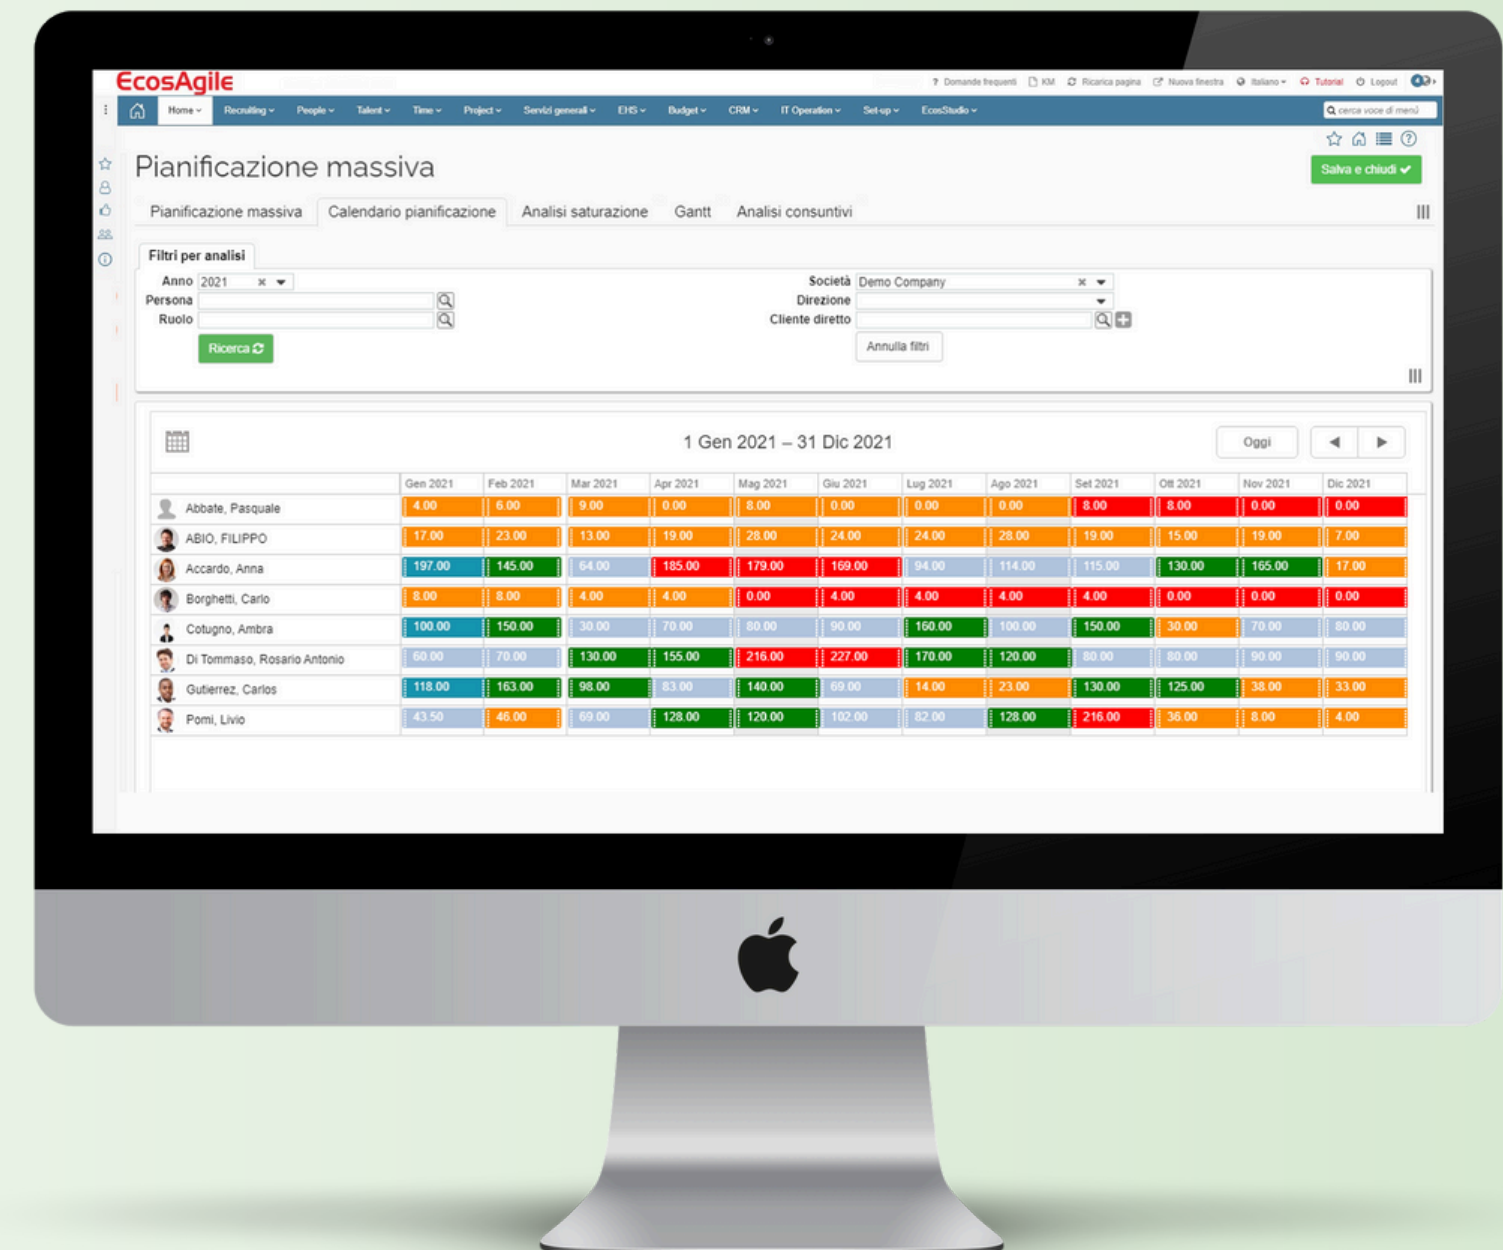 EcosAgile
? Domande frequenti KM Ricarica pagina Nuova finestra Italiano Tutorial Logout
Home Recruiting People Talent Time Project Servizi generali EHS Budget CRM IT Operation Set-up EcosStudio cerca voce di menù
Pianificazione massiva
Salva e chiudi
Pianificazione massiva Calendario pianificazione Analisi saturazione Gantt Analisi consuntivi
Filtri per analisi
Anno 2021 Società Demo Company
Persona Direzione
Ruolo Cliente diretto
Ricerca Annulla filtri
1 Gen 2021 – 31 Dic 2021 Oggi
Gen 2021 Feb 2021 Mar 2021 Apr 2021 Mag 2021 Giu 2021 Lug 2021 Ago 2021 Set 2021 Ott 2021 Nov 2021 Dic 2021
Abbate, Pasquale 4.00 6.00 9.00 0.00 8.00 0.00 0.00 0.00 8.00 8.00 0.00 0.00
ABIO, FILIPPO 17.00 23.00 13.00 19.00 28.00 24.00 24.00 28.00 19.00 15.00 19.00 7.00
Accardo, Anna 197.00 145.00 64.00 185.00 179.00 169.00 94.00 114.00 115.00 130.00 165.00 17.00
Borghetti, Carlo 8.00 8.00 4.00 4.00 0.00 4.00 4.00 4.00 4.00 0.00 0.00 0.00
Cotugno, Ambra 100.00 150.00 30.00 70.00 80.00 90.00 160.00 100.00 150.00 30.00 70.00 80.00
Di Tommaso, Rosario Antonio 60.00 70.00 130.00 155.00 216.00 227.00 170.00 120.00 80.00 80.00 90.00 90.00
Gutierrez, Carlos 118.00 163.00 98.00 83.00 140.00 69.00 14.00 23.00 130.00 125.00 38.00 33.00
Pomi, Livio 43.50 46.00 69.00 128.00 120.00 102.00 82.00 128.00 216.00 36.00 8.00 4.00